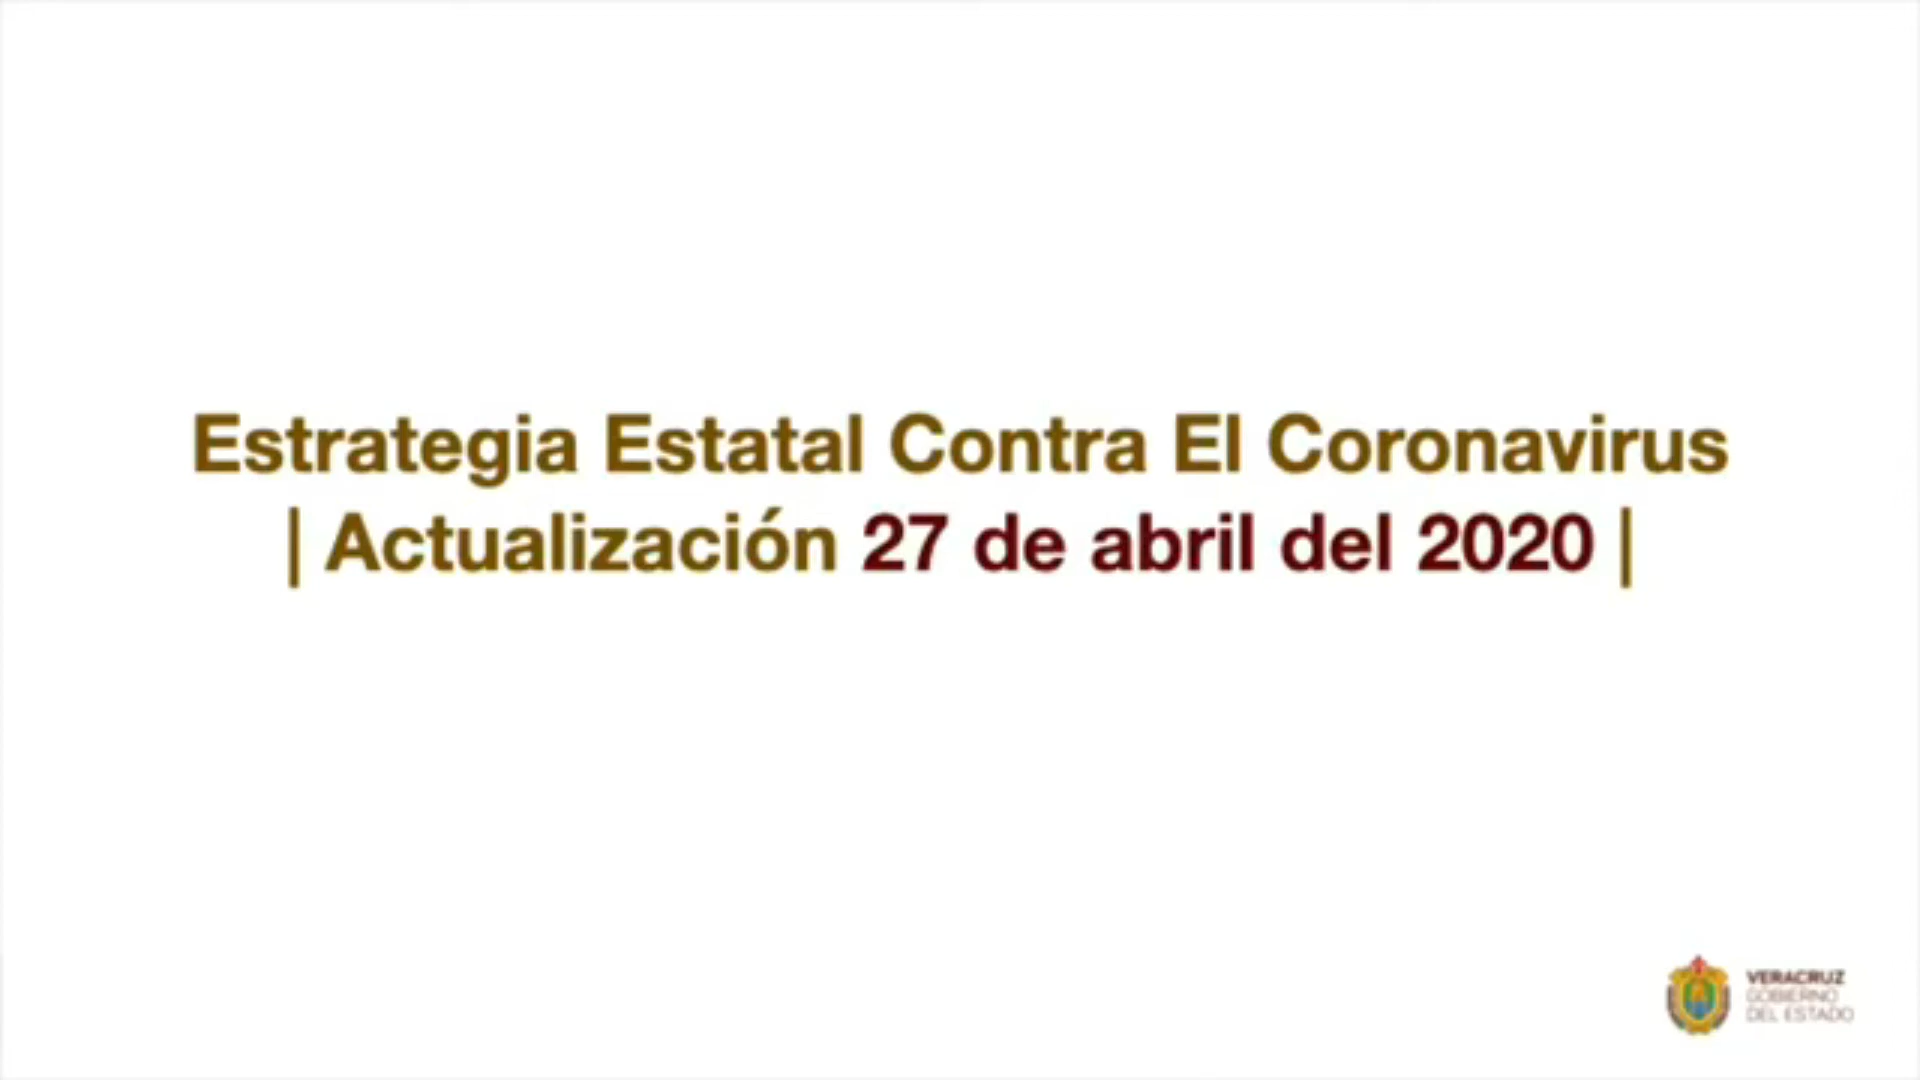 Estrategia Estatal Contra El Coronavirus
| Actualización 27 de abril del 2020 |
VERACRUZ
GOBIERNO
DEL ESTADO